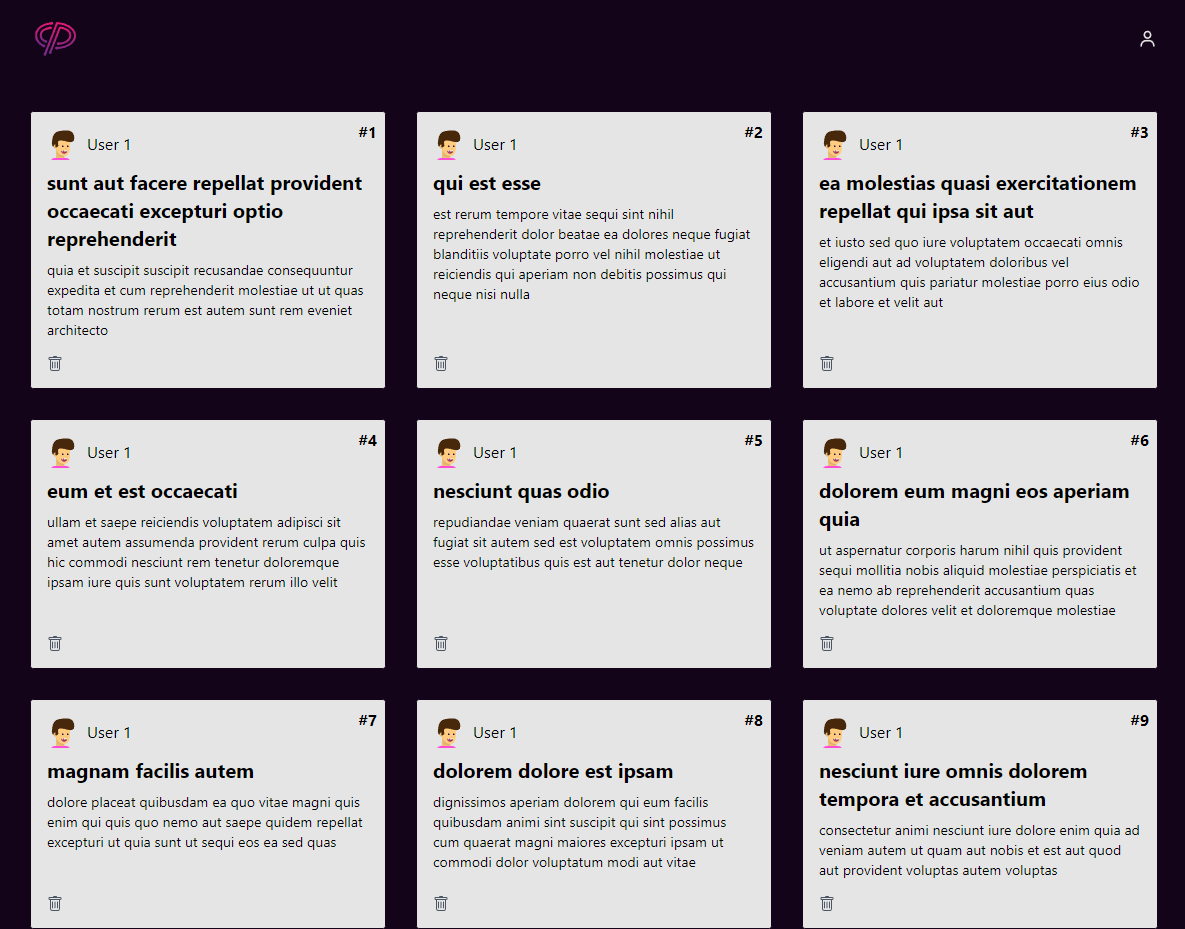 #1
User 1
sunt aut facere repellat provident
occaecati excepturi optio
reprehenderit
quia et suscipit suscipit recusandae consequuntur
expedita et cum reprehenderit molestiae ut ut quas
totam nostrum rerum est autem sunt rem eveniet
architecto
#2
User 1
qui est esse
est rerum tempore vitae sequi sint nihil
reprehenderit dolor beatae ea dolores neque fugiat
blanditiis voluptate porro vel nihil molestiae ut
reiciendis qui aperiam non debitis possimus qui
neque nisi nulla
#3
User 1
ea molestias quasi exercitationem
repellat qui ipsa sit aut
et iusto sed quo iure voluptatem occaecati omnis
eligendi aut ad voluptatem doloribus vel
accusantium quis pariatur molestiae porro eius odio
et labore et velit aut
#4
User 1
eum et est occaecati
ullam et saepe reiciendis voluptatem adipisci sit
amet autem assumenda provident rerum culpa quis
hic commodi nesciunt rem tenetur doloremque
ipsam iure quis sunt voluptatem rerum illo velit
#5
User 1
nesciunt quas odio
repudiandae veniam quaerat sunt sed alias aut
fugiat sit autem sed est voluptatem omnis possimus
esse voluptatibus quis est aut tenetur dolor neque
#6
User 1
dolorem eum magni eos aperiam
quia
ut aspernatur corporis harum nihil quis provident
sequi mollitia nobis aliquid molestiae perspiciatis et
ea nemo ab reprehenderit accusantium quas
voluptate dolores velit et doloremque molestiae
#7
User 1
magnam facilis autem
dolore placeat quibusdam ea quo vitae magni quis
enim qui quis quo nemo aut saepe quidem repellat
excepturi ut quia sunt ut sequi eos ea sed quas
#8
User 1
dolorem dolore est ipsam
dignissimos aperiam dolorem qui eum facilis
quibusdam animi sint suscipit qui sint possimus
cum quaerat magni maiores excepturi ipsam ut
commodi dolor voluptatum modi aut vitae
#9
User 1
nesciunt iure omnis dolorem
tempora et accusantium
consectetur animi nesciunt iure dolore enim quia ad
veniam autem ut quam aut nobis et est aut quod
aut provident voluptas autem voluptas